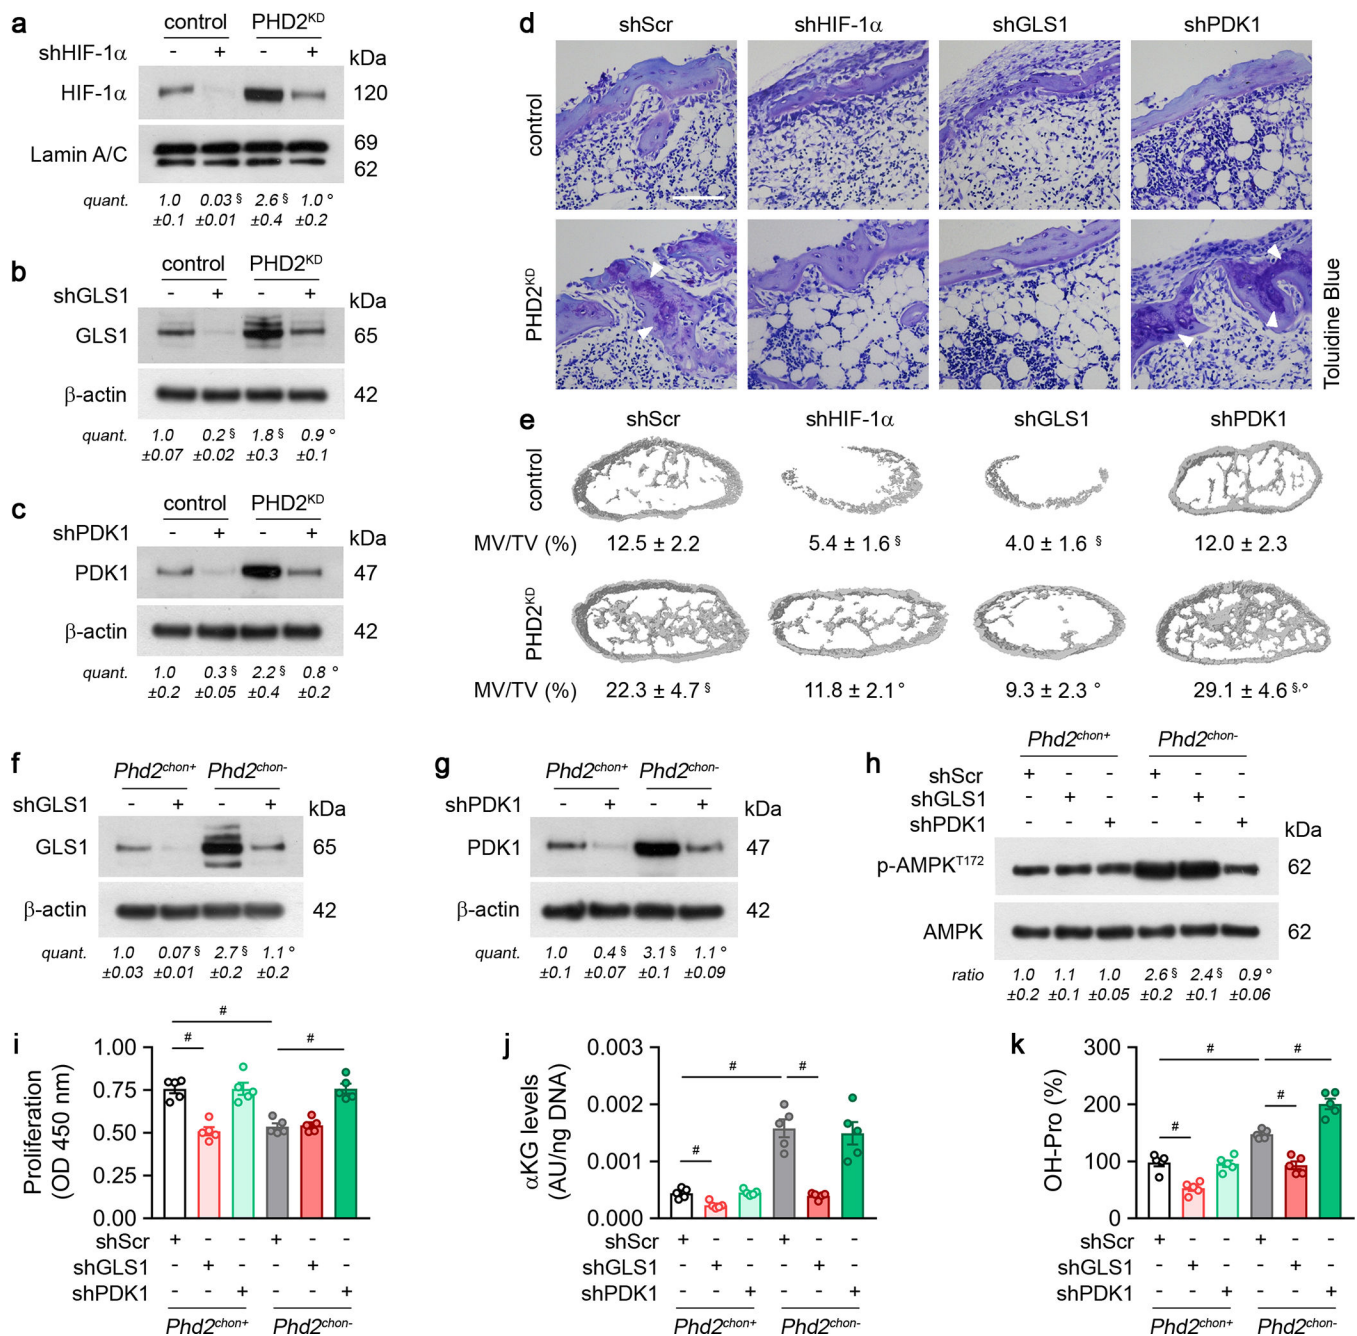 a
control PHD2KD
shHIF-1α - + - + kDa
HIF-1α 120
Lamin A/C 69
62
quant. 1.0 0.03 § 2.6 § 1.0 °
±0.1 ±0.01 ±0.4 ±0.2
b
control PHD2KD
shGLS1 - + - + kDa
GLS1 65
β-actin 42
quant. 1.0 0.2 § 1.8 § 0.9 °
±0.07 ±0.02 ±0.3 ±0.1
c
control PHD2KD
shPDK1 - + - + kDa
PDK1 47
β-actin 42
quant. 1.0 0.3 § 2.2 § 0.8 °
±0.2 ±0.05 ±0.4 ±0.2
d
shScr shHIF-1α shGLS1 shPDK1
control
PHD2KD
Toluidine Blue
e
shScr shHIF-1α shGLS1 shPDK1
control
MV/TV (%) 12.5 ± 2.2 5.4 ± 1.6 § 4.0 ± 1.6 § 12.0 ± 2.3
PHD2KD
MV/TV (%) 22.3 ± 4.7 § 11.8 ± 2.1 ° 9.3 ± 2.3 ° 29.1 ± 4.6 §,°
f
Phd2chon+ Phd2chon-
shGLS1 - + - + kDa
GLS1 65
β-actin 42
quant. 1.0 0.07 § 2.7 § 1.1 °
±0.03 ±0.01 ±0.2 ±0.2
g
Phd2chon+ Phd2chon-
shPDK1 - + - + kDa
PDK1 47
β-actin 42
quant. 1.0 0.4 § 3.1 § 1.1 °
±0.1 ±0.07 ±0.1 ±0.09
h
Phd2chon+ Phd2chon-
shScr + - - + - -
shGLS1 - + - - + -
shPDK1 - - + - - + kDa
p-AMPKT172 62
AMPK 62
ratio 1.0 1.1 1.0 2.6 § 2.4 § 0.9 °
±0.2 ±0.1 ±0.05 ±0.2 ±0.1 ±0.06
i
Proliferation
(OD 450 nm)
1.00
0.75
0.50
0.25
0.00
# # #
shScr + - - + - -
shGLS1 - + - - + -
shPDK1 - - + - - +
Phd2chon+ Phd2chon-
j
αKG levels
(AU/ng DNA)
0.003
0.002
0.001
0.000
# # #
shScr + - - + - -
shGLS1 - + - - + -
shPDK1 - - + - - +
Phd2chon+ Phd2chon-
k
OH-Pro (%)
300
200
100
0
# # # #
shScr + - - + - -
shGLS1 - + - - + -
shPDK1 - - + - - +
Phd2chon+ Phd2chon-